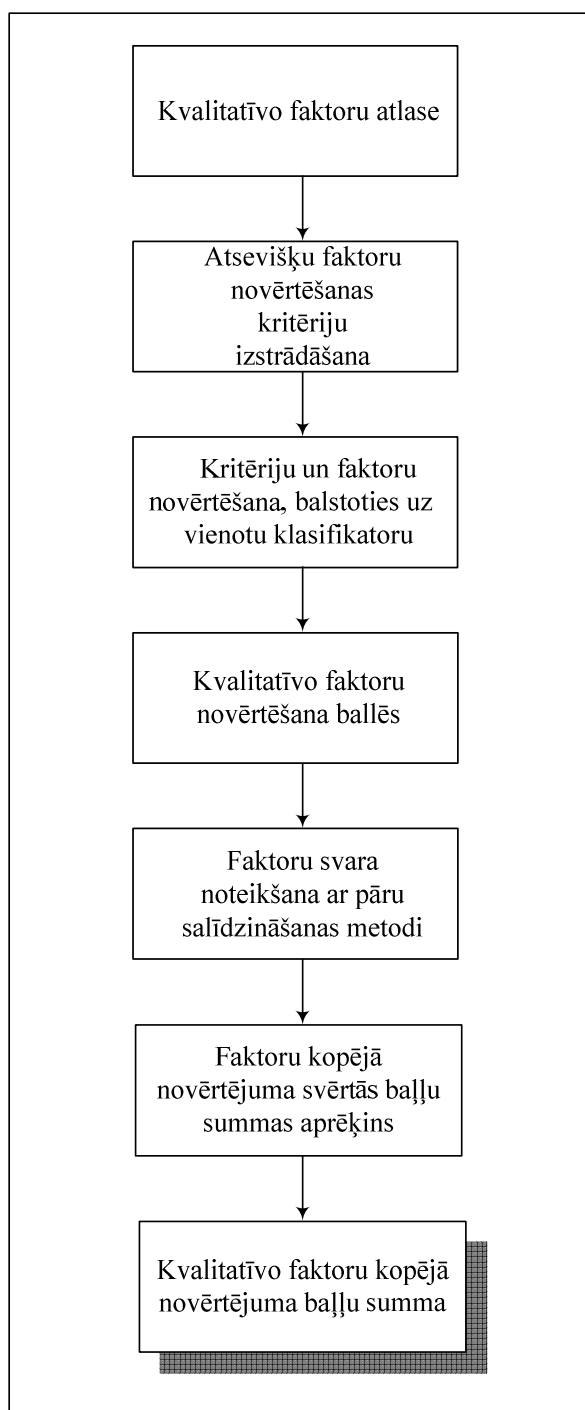 Kvalitatīvo faktoru atlase
Atsevišķu faktoru
novērtēšanas
kritēriju
izstrādāšana
Kritēriju un faktoru
novērtēšana, balstoties uz
vienotu klasifikatoru
Kvalitatīvo faktoru
novērtēšana ballēs
Faktoru svara
noteikšana ar pāru
salīdzināšanas metodi
Faktoru kopējā
novērtējuma svērtās baļļu
summas aprēķins
Kvalitatīvo faktoru kopējā
novērtējuma baļļu summa